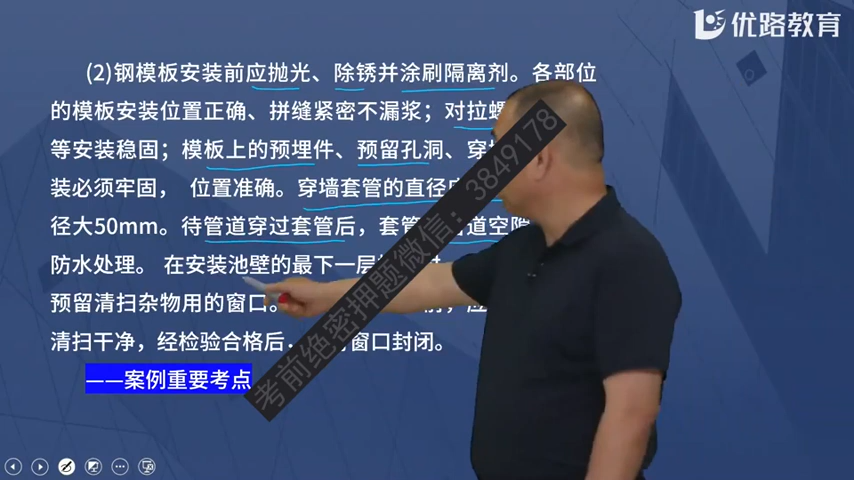 优路教育
(2)钢模板安装前应抛光、除锈并涂刷隔离剂。各部位
的模板安装位置正确、拼缝紧密不漏浆；对拉螺
等安装稳固；模板上的预埋件、预留孔洞、穿
装必须牢固， 位置准确。穿墙套管的直径
径大50mm。待管道穿过套管后，套管 道空隙
防水处理。 在安装池壁的最下一层
预留清扫杂物用的窗口。 前，应
清扫干净，经检验合格后， 窗口封闭。
——案例重要考点
考前绝密押题微信：3849178